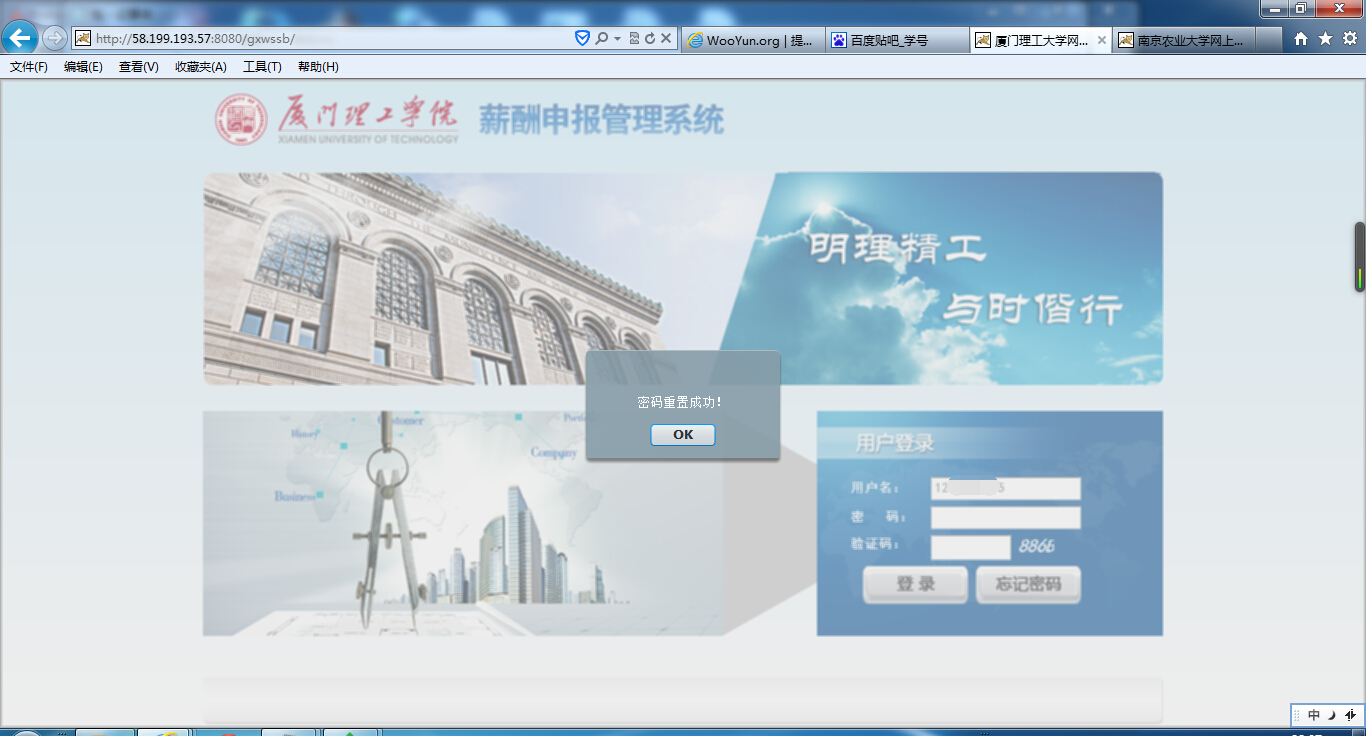 http://58.199.193.57:8080/gxwssb/
WooYun.org | 提...
百度贴吧_学号
厦门理工大学网...
南京农业大学网上...
文件(F) 编辑(E) 查看(V) 收藏夹(A) 工具(T) 帮助(H)
厦门理工学院
XIAMEN UNIVERSITY OF TECHNOLOGY
薪酬申报管理系统
明理精工
与时偕行
密码重置成功!
OK
Customer
History
Company
Business
用户登录
用户名:
12 5
密 码:
验证码:
8866
登 录 忘记密码
中